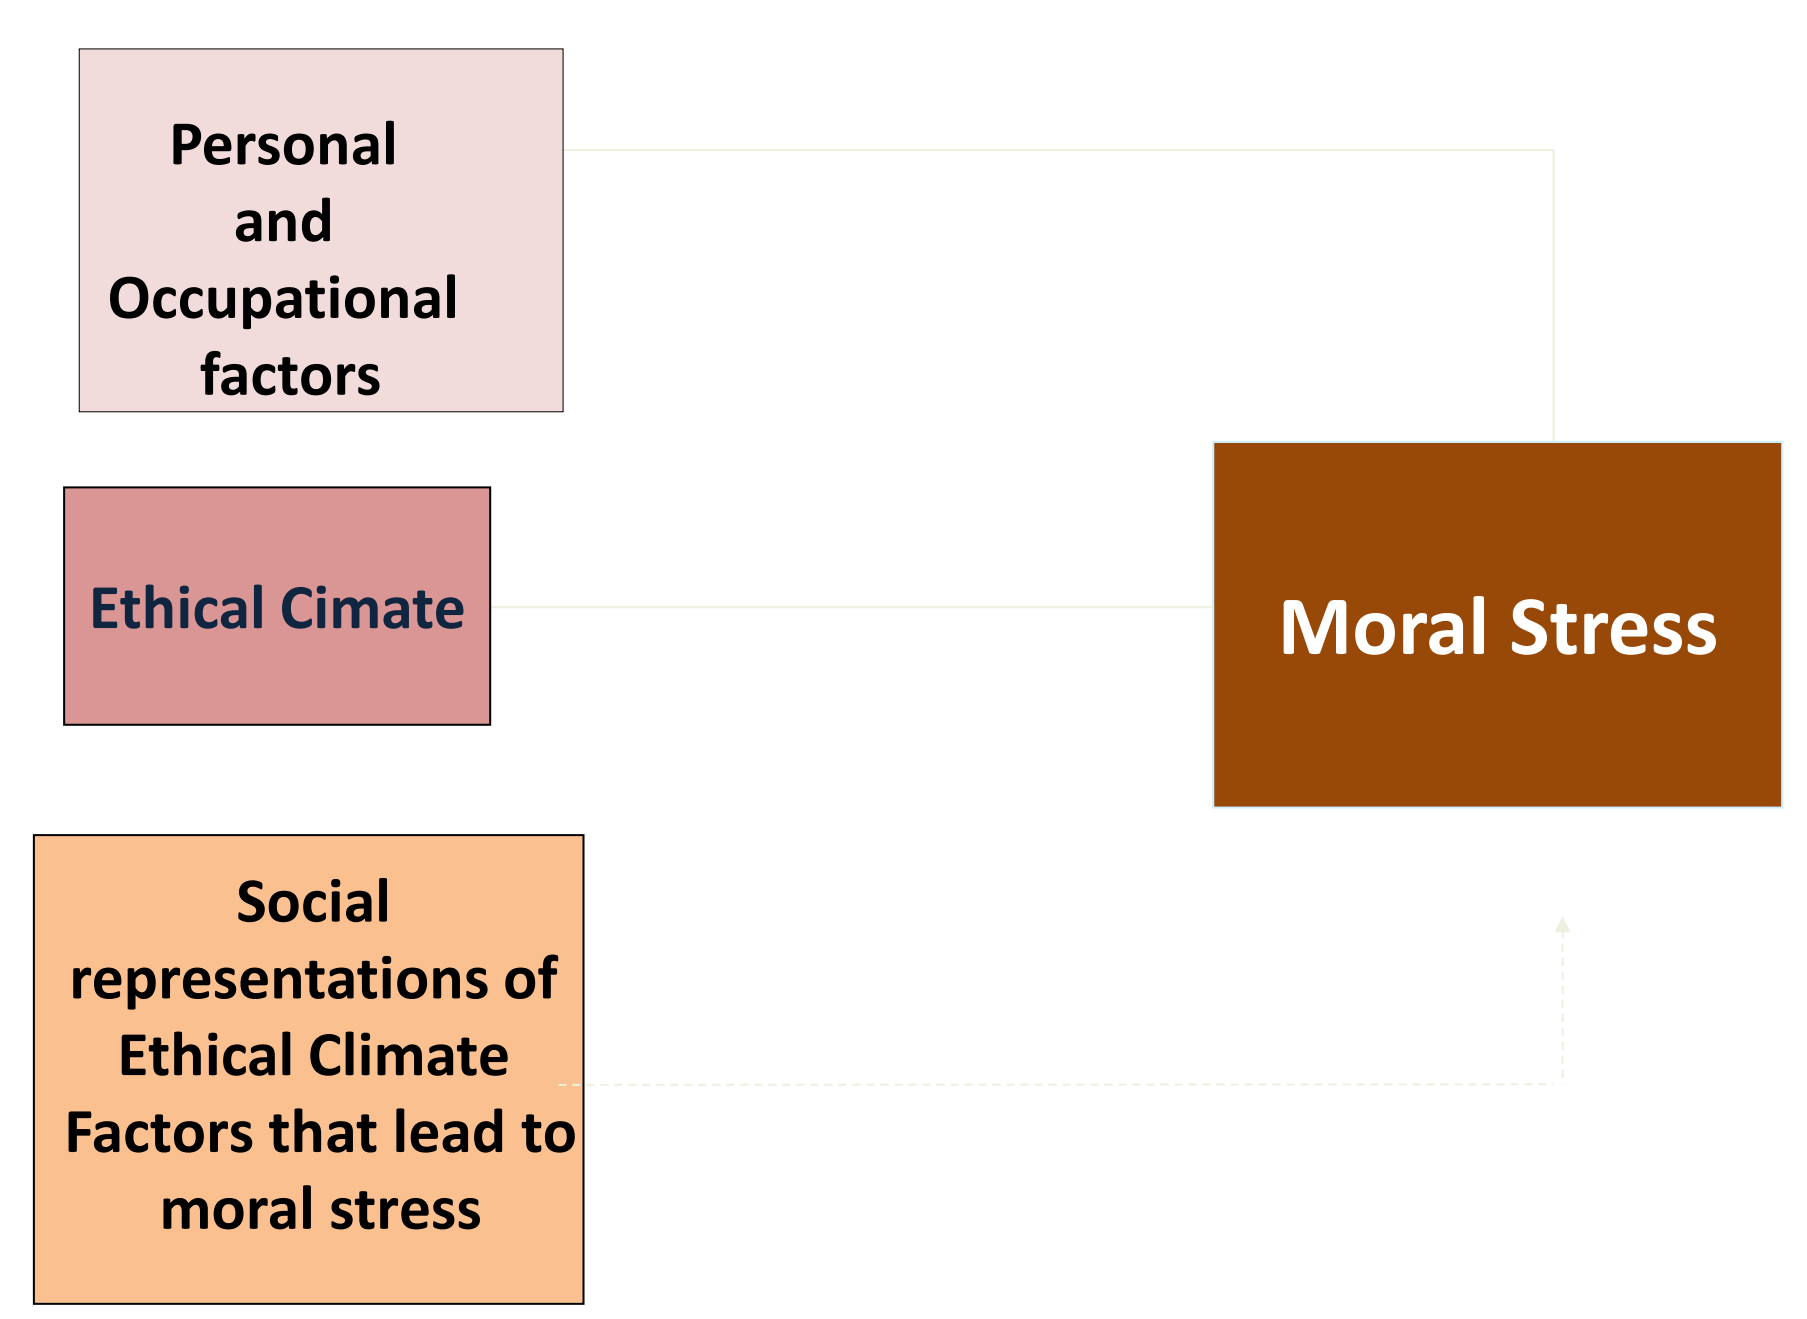 Personal
and
Occupational
factors
Ethical Cimate
Moral Stress
Social
representations of
Ethical Climate
Factors that lead to
moral stress